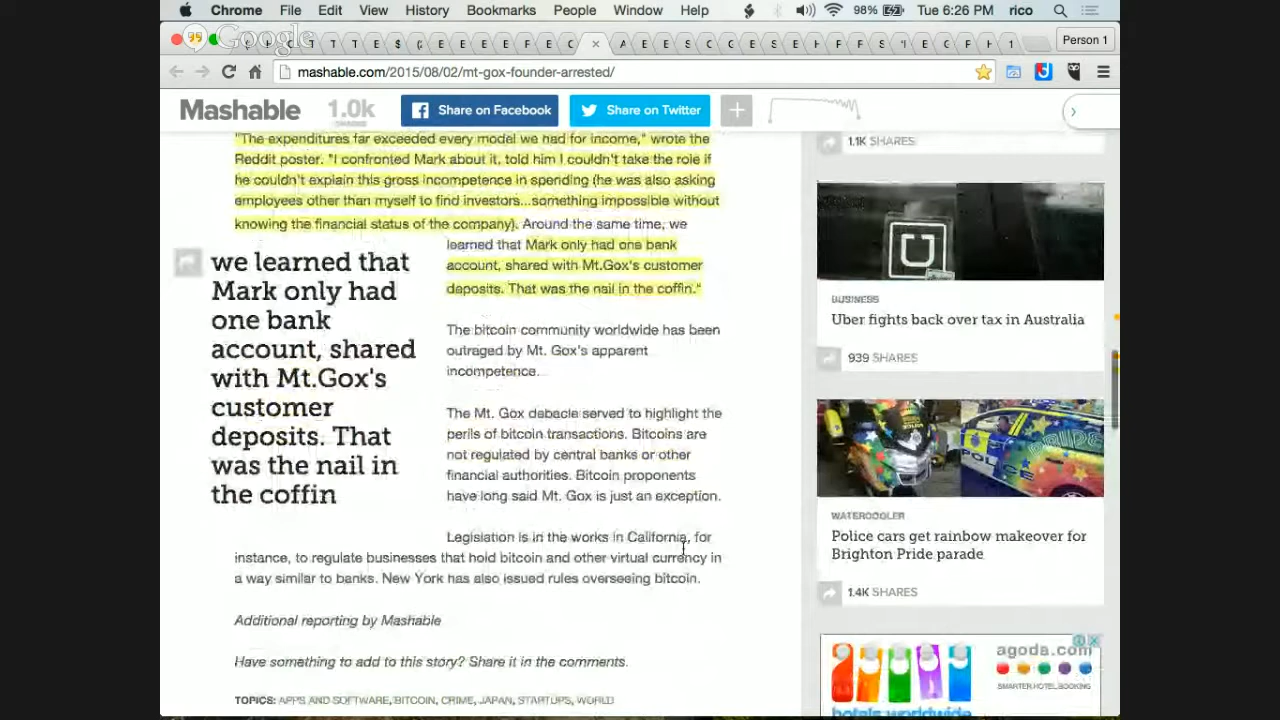 Chrome File Edit View History Bookmarks People Window Help 98% Tue 6:26 PM rico
Google
Person 1
mashable.com/2015/08/02/mt-gox-founder-arrested/
Mashable 1.0k Share on Facebook Share on Twitter
"The expenditures far exceeded every model we had for income," wrote the
Reddit poster. "I confronted Mark about it, told him I couldn't take the role if
he couldn't explain this gross incompetence in spending (he was also asking
employees other than myself to find investors...something impossible without
knowing the financial status of the company). Around the same time, we
learned that Mark only had one bank
account, shared with Mt.Gox's customer
deposits. That was the nail in the coffin."
we learned that
Mark only had
one bank
account, shared
with Mt.Gox's
customer
deposits. That
was the nail in
the coffin
The bitcoin community worldwide has been
outraged by Mt. Gox's apparent
incompetence.
The Mt. Gox debacle served to highlight the
perils of bitcoin transactions. Bitcoins are
not regulated by central banks or other
financial authorities. Bitcoin proponents
have long said Mt. Gox is just an exception.
Legislation is in the works in California, for
instance, to regulate businesses that hold bitcoin and other virtual currency in
a way similar to banks. New York has also issued rules overseeing bitcoin.
Additional reporting by Mashable
Have something to add to this story? Share it in the comments.
TOPICS: APPS AND SOFTWARE, BITCOIN, CRIME, JAPAN, STARTUPS, WORLD
1.1K SHARES
BUSINESS
Uber fights back over tax in Australia
939 SHARES
POLICE
WATERCOOLER
Police cars get rainbow makeover for
Brighton Pride parade
1.4K SHARES
agoda.com
SMARTER HOTEL BOOKING
hotels worldwide